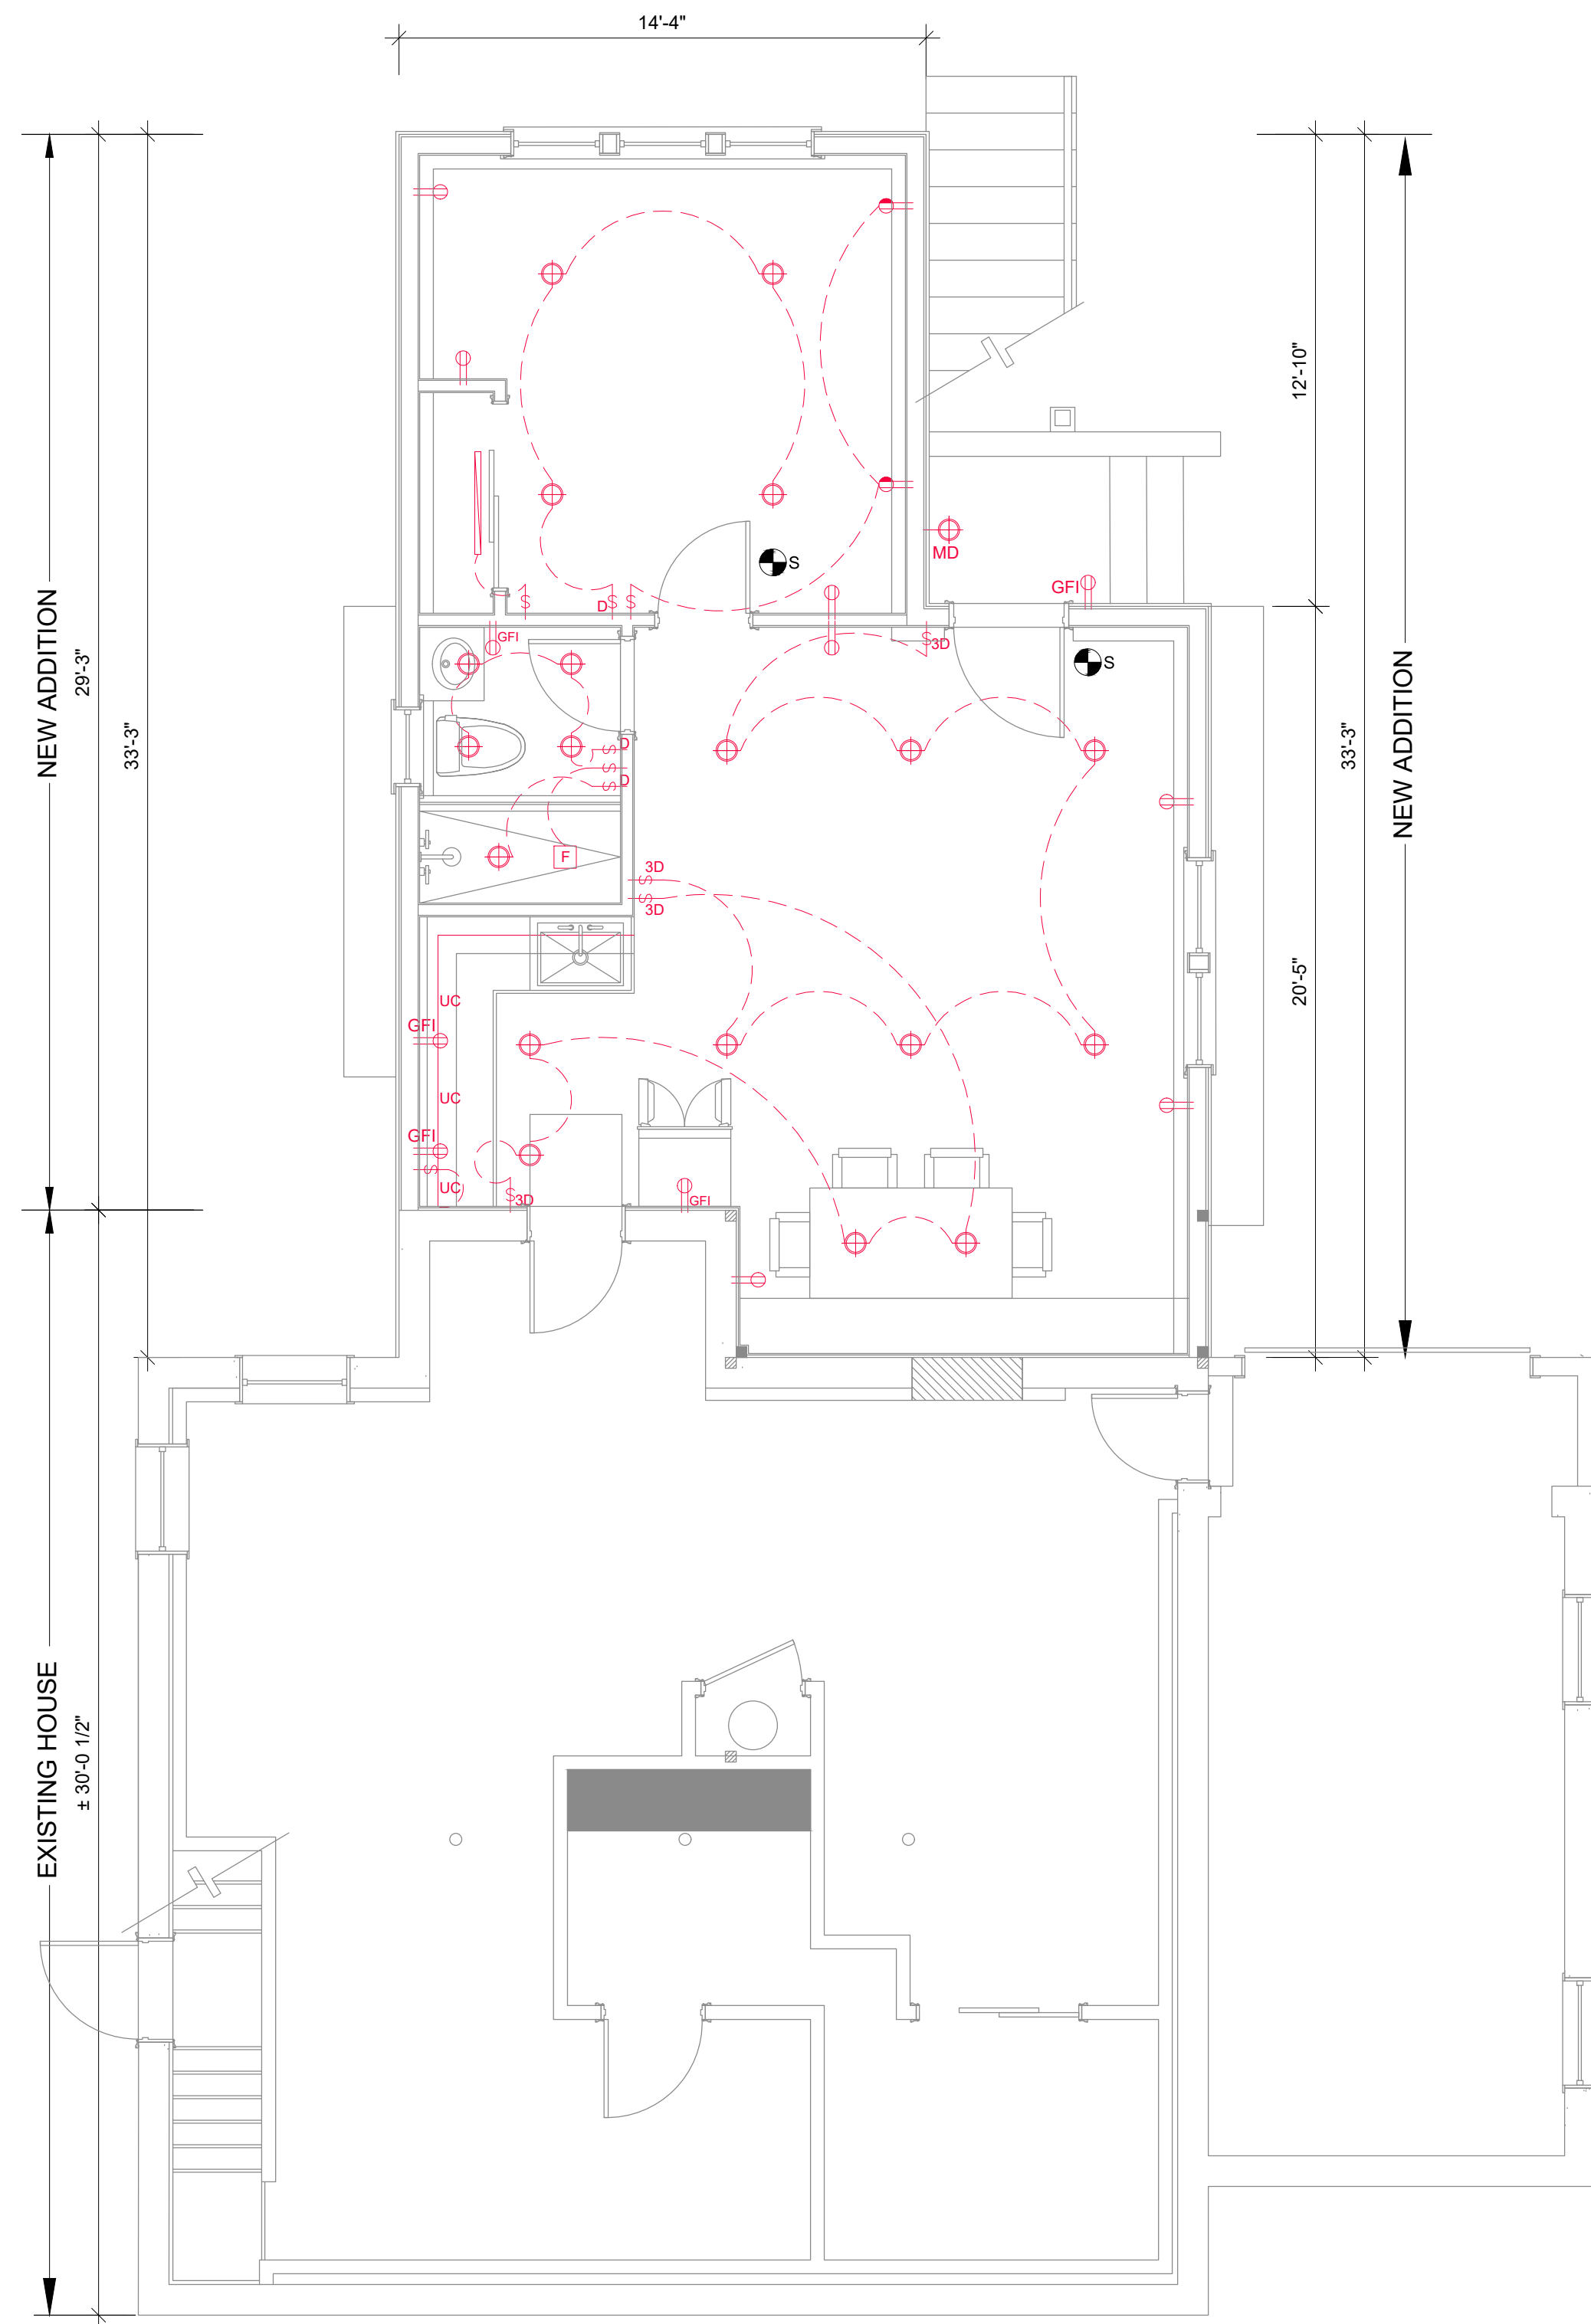 14'-4"
12'-10"
MD
GFI
S
D
S
S
S
GFI
S
3D
S
NEW ADDITION
29'-3"
33'-3"
NEW ADDITION
33'-3"
D
S
S
D
S
F
3D
S
S
3D
20'-5"
UC
GFI
UC
GFI
S
UC
S
3D
GFI
EXISTING HOUSE
± 30'-0 1/2"